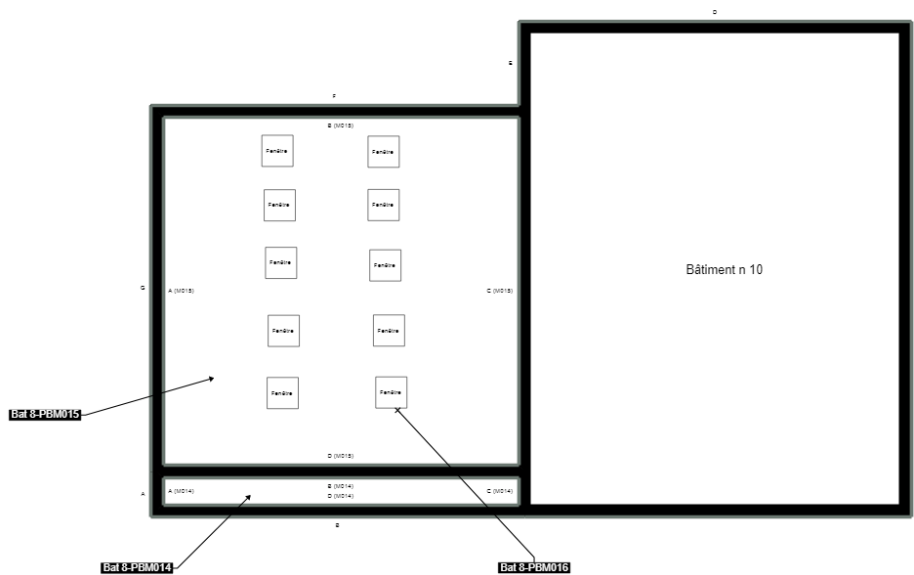 D
E
F
B (M015)
Fenêtre
Fenêtre
Fenêtre
Fenêtre
Fenêtre
Fenêtre
Bâtiment n 10
G
A (M015)
C (M015)
Fenêtre
Fenêtre
Fenêtre
Fenêtre
Bat 8-PBM015
D (M015)
A
A (M014)
B (M014)
D (M014)
C (M014)
B
Bat 8-PBM014
Bat 8-PBM016